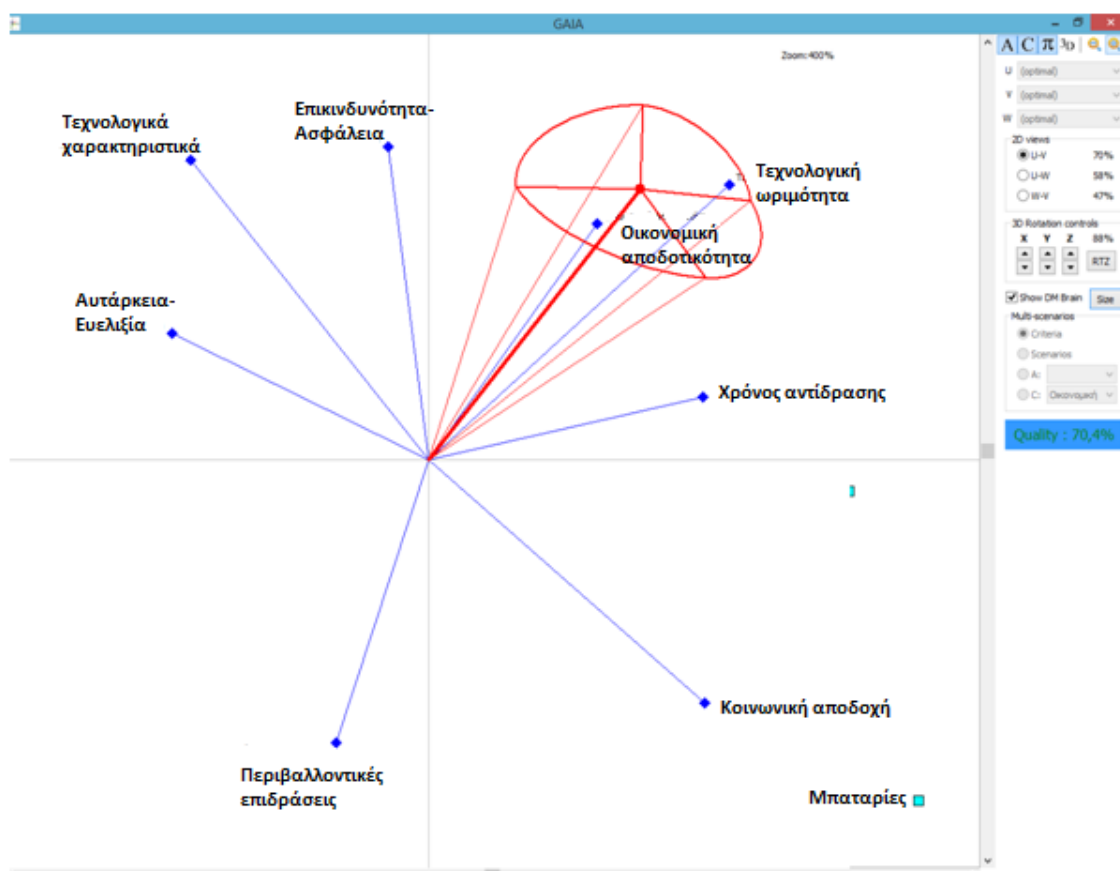 GAIA
Zoom: 400%
A C π 3D
U (optimal)
V (optimal)
W (optimal)
2D views
U-V 70%
U-W 58%
W-V 47%
3D Rotation controls
X Y Z 88%
RTZ
Show DM Brain Size
Multi-scenarios
Criteria
Scenarios
A:
C: Οικονομική
Quality : 70,4%
Τεχνολογικά
χαρακτηριστικά
Επικινδυνότητα-
Ασφάλεια
Τεχνολογική
ωριμότητα
Οικονομική
αποδοτικότητα
Αυτάρκεια-
Ευελιξία
Χρόνος αντίδρασης
Κοινωνική αποδοχή
Περιβαλλοντικές
επιδράσεις
Μπαταρίες